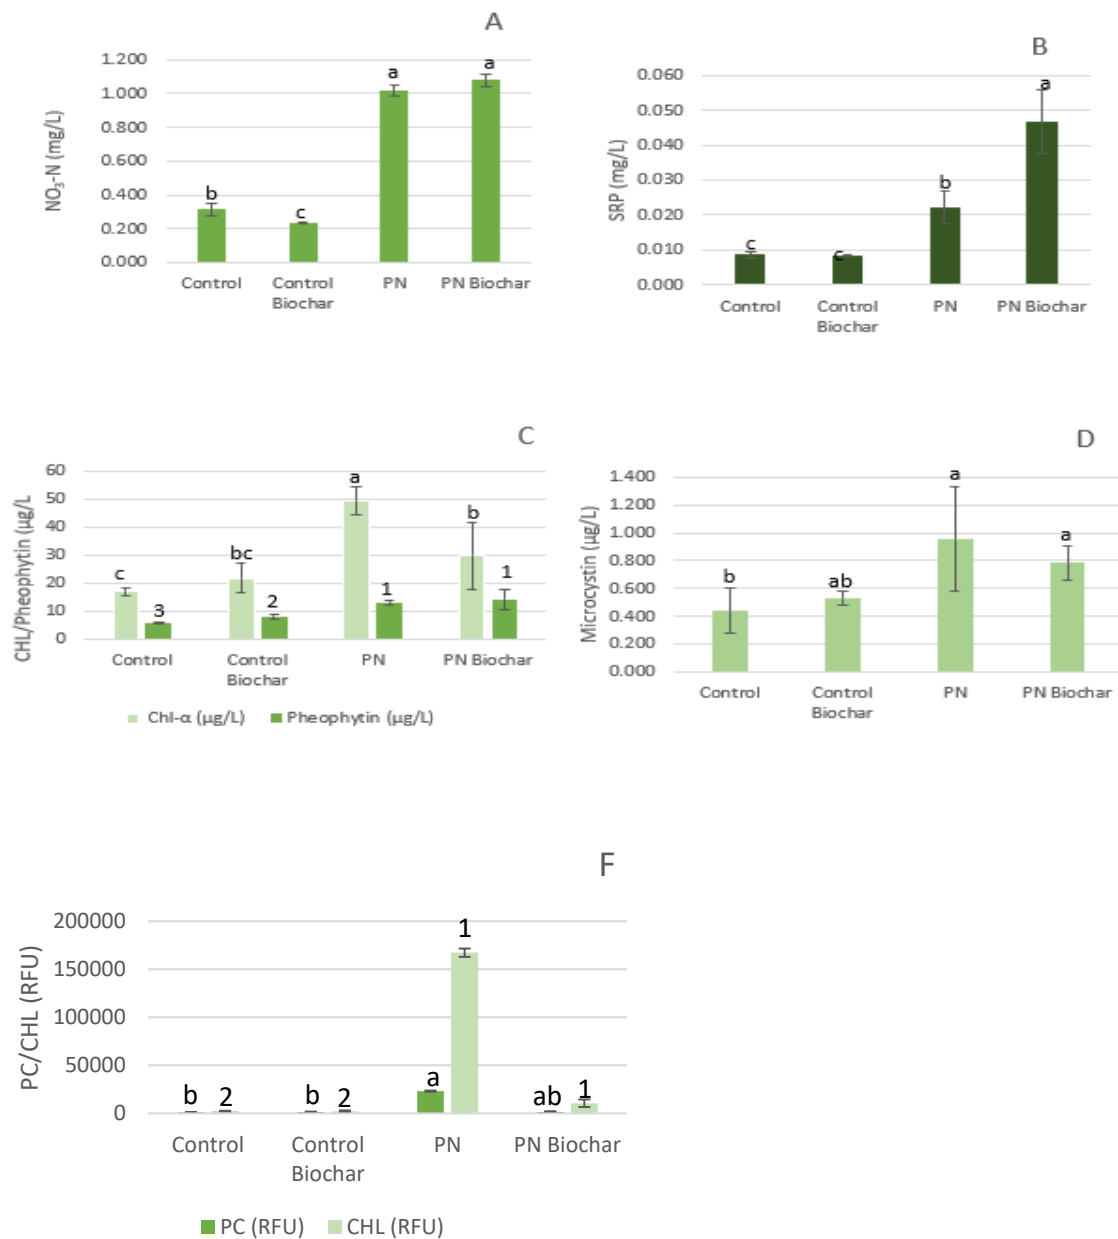 A
NO₃-N (mg/L)
1.200
1.000
0.800
0.600
0.400
0.200
0.000
b
c
a
a
Control
Control
Biochar
PN
PN Biochar
B
SRP (mg/L)
0.060
0.050
0.040
0.030
0.020
0.010
0.000
c
c
b
a
Control
Control
Biochar
PN
PN Biochar
C
CHL/Pheophytin (µg/L
60
50
40
30
20
10
0
c
3
bc
2
a
1
b
1
Control
Control
Biochar
PN
PN Biochar
Chl-α (µg/L)
Pheophytin (µg/L)
D
Microcystin (µg/L)
1.400
1.200
1.000
0.800
0.600
0.400
0.200
0.000
b
ab
a
a
Control
Control
Biochar
PN
PN Biochar
F
PC/CHL (RFU)
200000
150000
100000
50000
0
b
2
b
2
a
1
ab
1
Control
Control
Biochar
PN
PN Biochar
PC (RFU)
CHL (RFU)